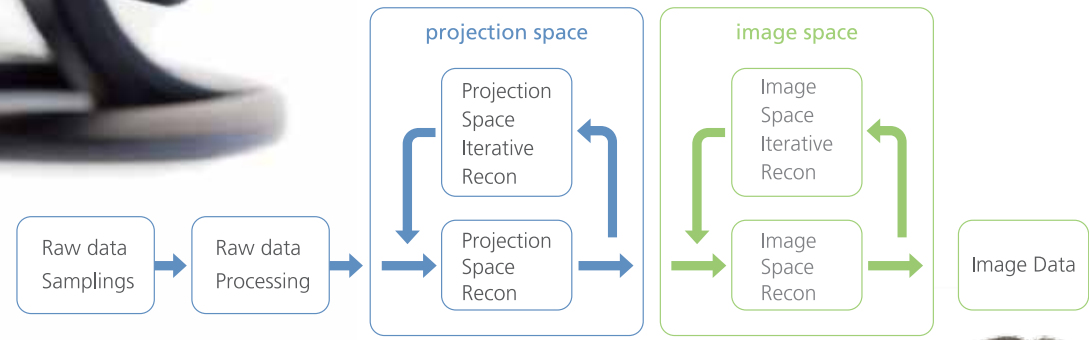 projection space
image space
Projection
Space
Iterative
Recon
Image
Space
Iterative
Recon
Raw data
Samplings
Raw data
Processing
Projection
Space
Recon
Image
Space
Recon
Image Data